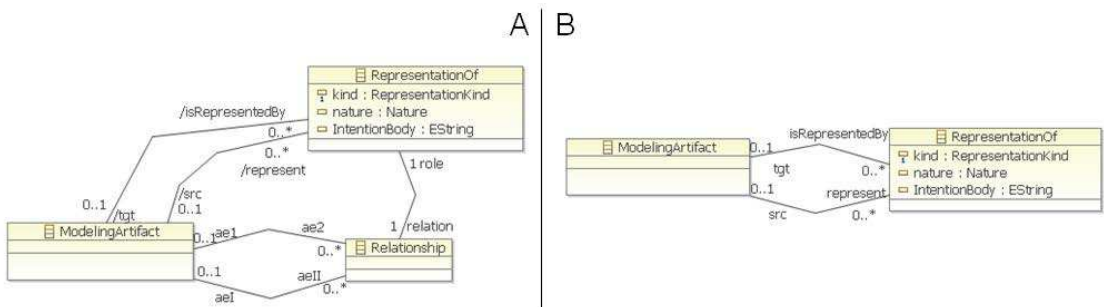 A
B
RepresentationOf
kind : RepresentationKind
nature : Nature
IntentionBody : EString
/isRepresentedBy
0..*
0..*
/represent
1 role
/src
0..1
0..1
/tgt
ModelingArtifact
0..1
ae1
ae2
0..*
1 relation
Relationship
0..1
aeI
aeII
0..*
ModelingArtifact
isRepresentedBy
0..1
tgt
0..*
0..1
src
represent
0..*
RepresentationOf
kind : RepresentationKind
nature : Nature
IntentionBody : EString